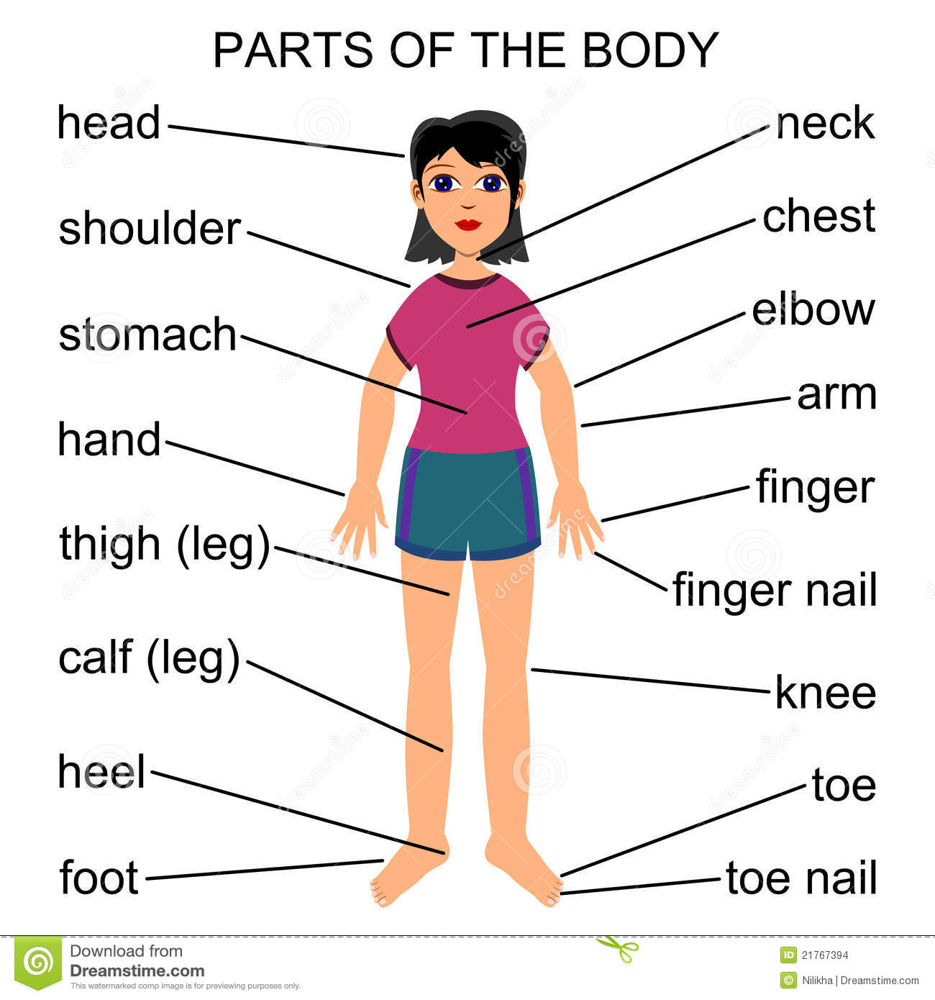 PARTS OF THE BODY
head
neck
shoulder
chest
stomach
elbow
hand
arm
thigh (leg)
finger
calf (leg)
finger nail
heel
knee
foot
toe
toe nail
dreamstime
Download from
Dreamstime.com
This watermarked comp image is for previewing purposes only.
ID 21767394
© Nilikha | Dreamstime.com